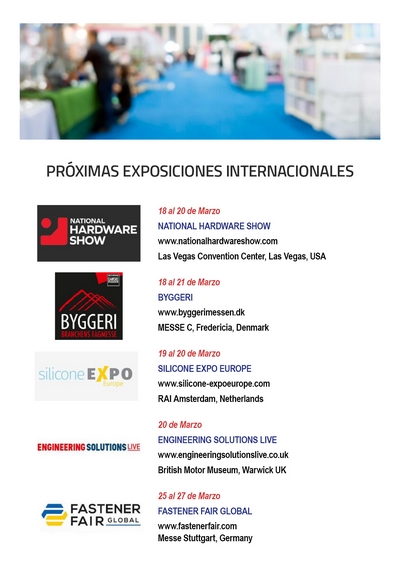 PRÓXIMAS EXPOSICIONES INTERNACIONALES
NATIONAL
HARDWARE
SHOW
18 al 20 de Marzo
NATIONAL HARDWARE SHOW
www.nationalhardwareshow.com
Las Vegas Convention Center, Las Vegas, USA
BYGGERI
BRANCHENS FAGMESSE
18 al 21 de Marzo
BYGGERI
www.byggerimessen.dk
MESSE C, Fredericia, Denmark
silicone EXPO
Europe
19 al 20 de Marzo
SILICONE EXPO EUROPE
www.silicone-expoeurope.com
RAI Amsterdam, Netherlands
ENGINEERING SOLUTIONS LIVE
20 de Marzo
ENGINEERING SOLUTIONS LIVE
www.engineeringsolutionslive.co.uk
British Motor Museum, Warwick UK
FASTENER
FAIR GLOBAL
25 al 27 de Marzo
FASTENER FAIR GLOBAL
www.fastenerfair.com
Messe Stuttgart, Germany